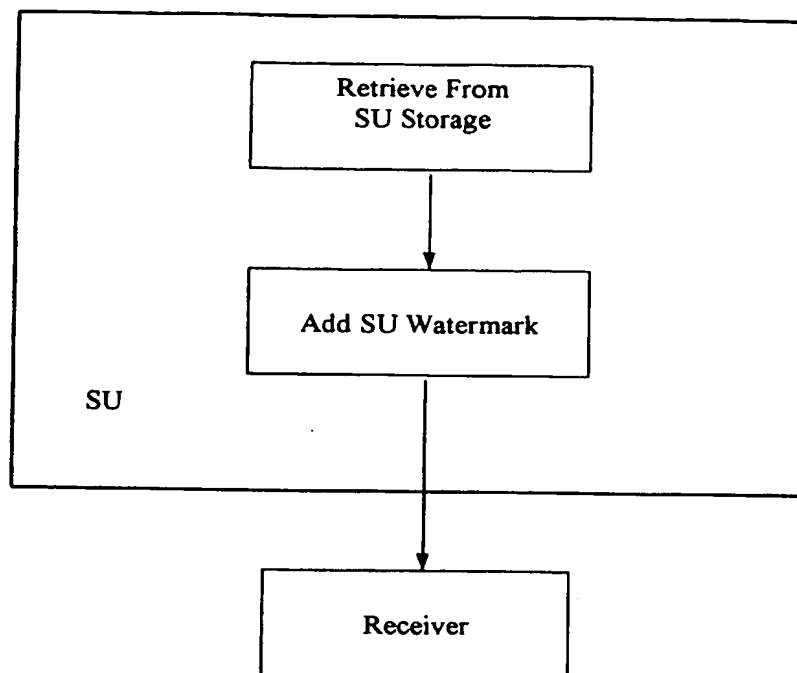 Retrieve From
SU Storage
Add SU Watermark
SU
Receiver